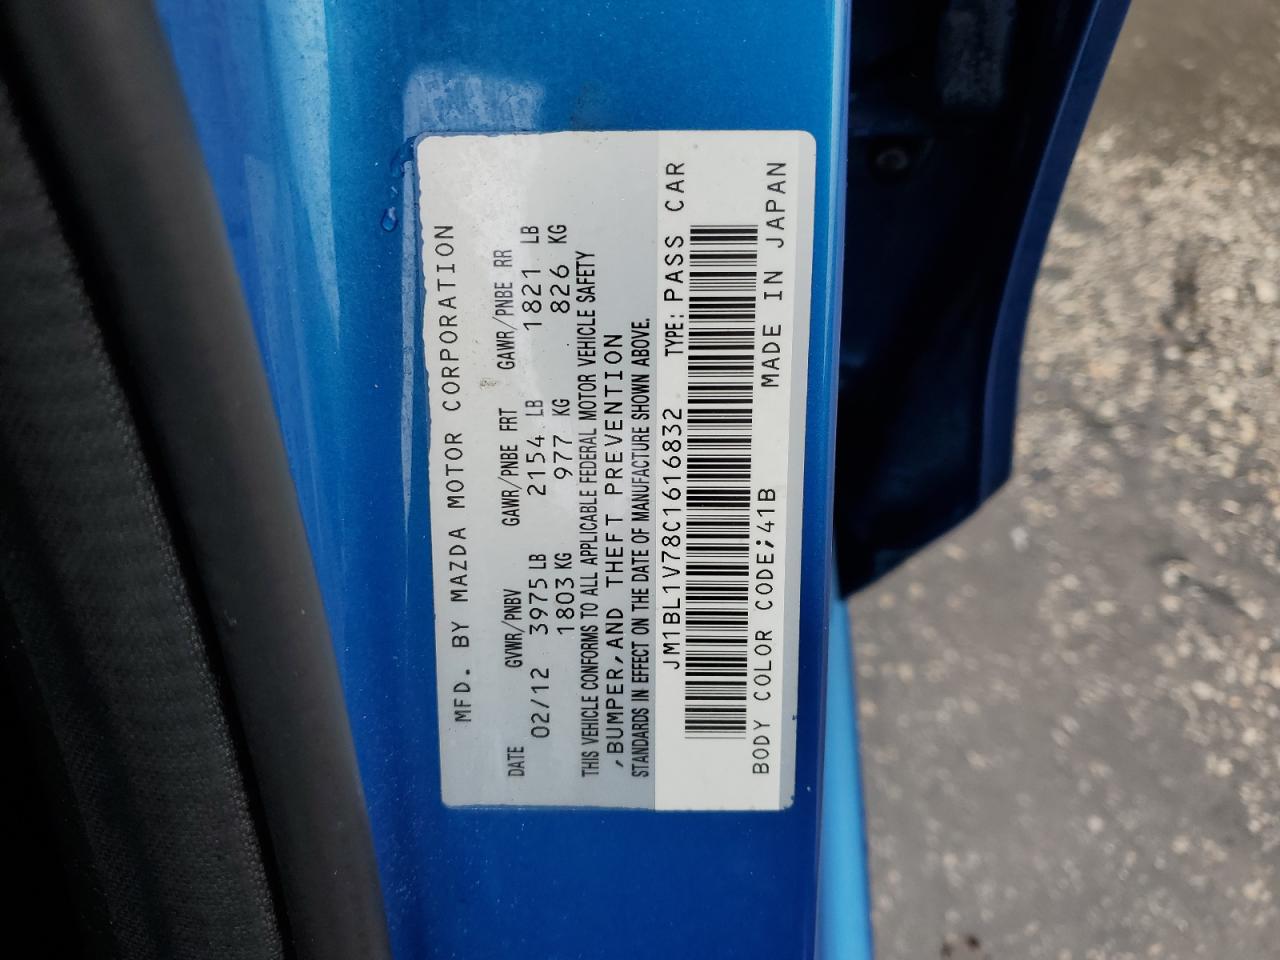 MFD. BY MAZDA MOTOR CORPORATION
DATE GVWR/PNBV GAWR/PNBE FRT GAWR/PNBE RR
02/12 3975 LB 2154 LB 1821 LB
1803 KG 977 KG 826 KG
THIS VEHICLE CONFORMS TO ALL APPLICABLE FEDERAL MOTOR VEHICLE SAFETY
,BUMPER,AND THEFT PREVENTION
STANDARDS IN EFFECT ON THE DATE OF MANUFACTURE SHOWN ABOVE.
JM1BL1V78C1616832 TYPE: PASS CAR
BODY COLOR CODE;41B MADE IN JAPAN